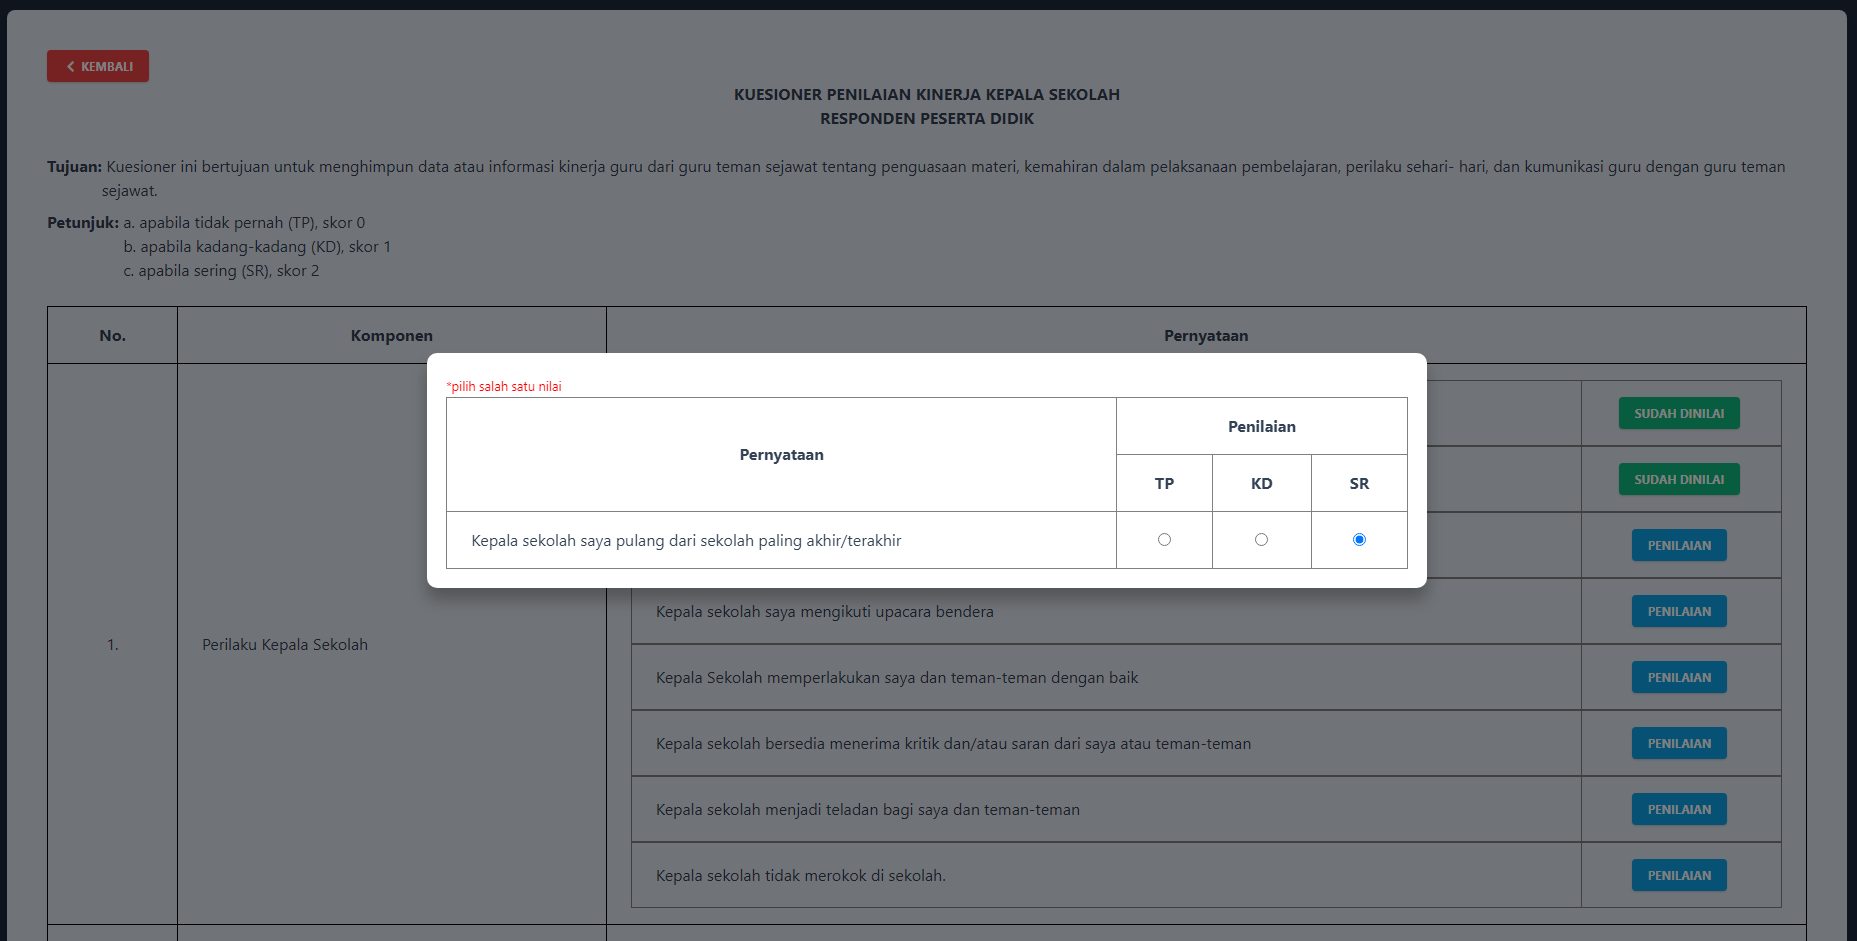 KEMBALI
KUESIONER PENILAIAN KINERJA KEPALA SEKOLAH
RESPONDEN PESERTA DIDIK
Tujuan: Kuesioner ini bertujuan untuk menghimpun data atau informasi kinerja guru dari guru teman sejawat tentang penguasaan materi, kemahiran dalam pelaksanaan pembelajaran, perilaku sehari- hari, dan kumunikasi guru dengan guru teman
sejawat.
Petunjuk: a. apabila tidak pernah (TP), skor 0
b. apabila kadang-kadang (KD), skor 1
c. apabila sering (SR), skor 2
No. Komponen Pernyataan
*pilih salah satu nilai
Pernyataan Penilaian
TP KD SR
Kepala sekolah saya pulang dari sekolah paling akhir/terakhir
SUDAH DINILAI
SUDAH DINILAI
PENILAIAN
Kepala sekolah saya mengikuti upacara bendera PENILAIAN
1. Perilaku Kepala Sekolah
Kepala Sekolah memperlakukan saya dan teman-teman dengan baik PENILAIAN
Kepala sekolah bersedia menerima kritik dan/atau saran dari saya atau teman-teman PENILAIAN
Kepala sekolah menjadi teladan bagi saya dan teman-teman PENILAIAN
Kepala sekolah tidak merokok di sekolah. PENILAIAN